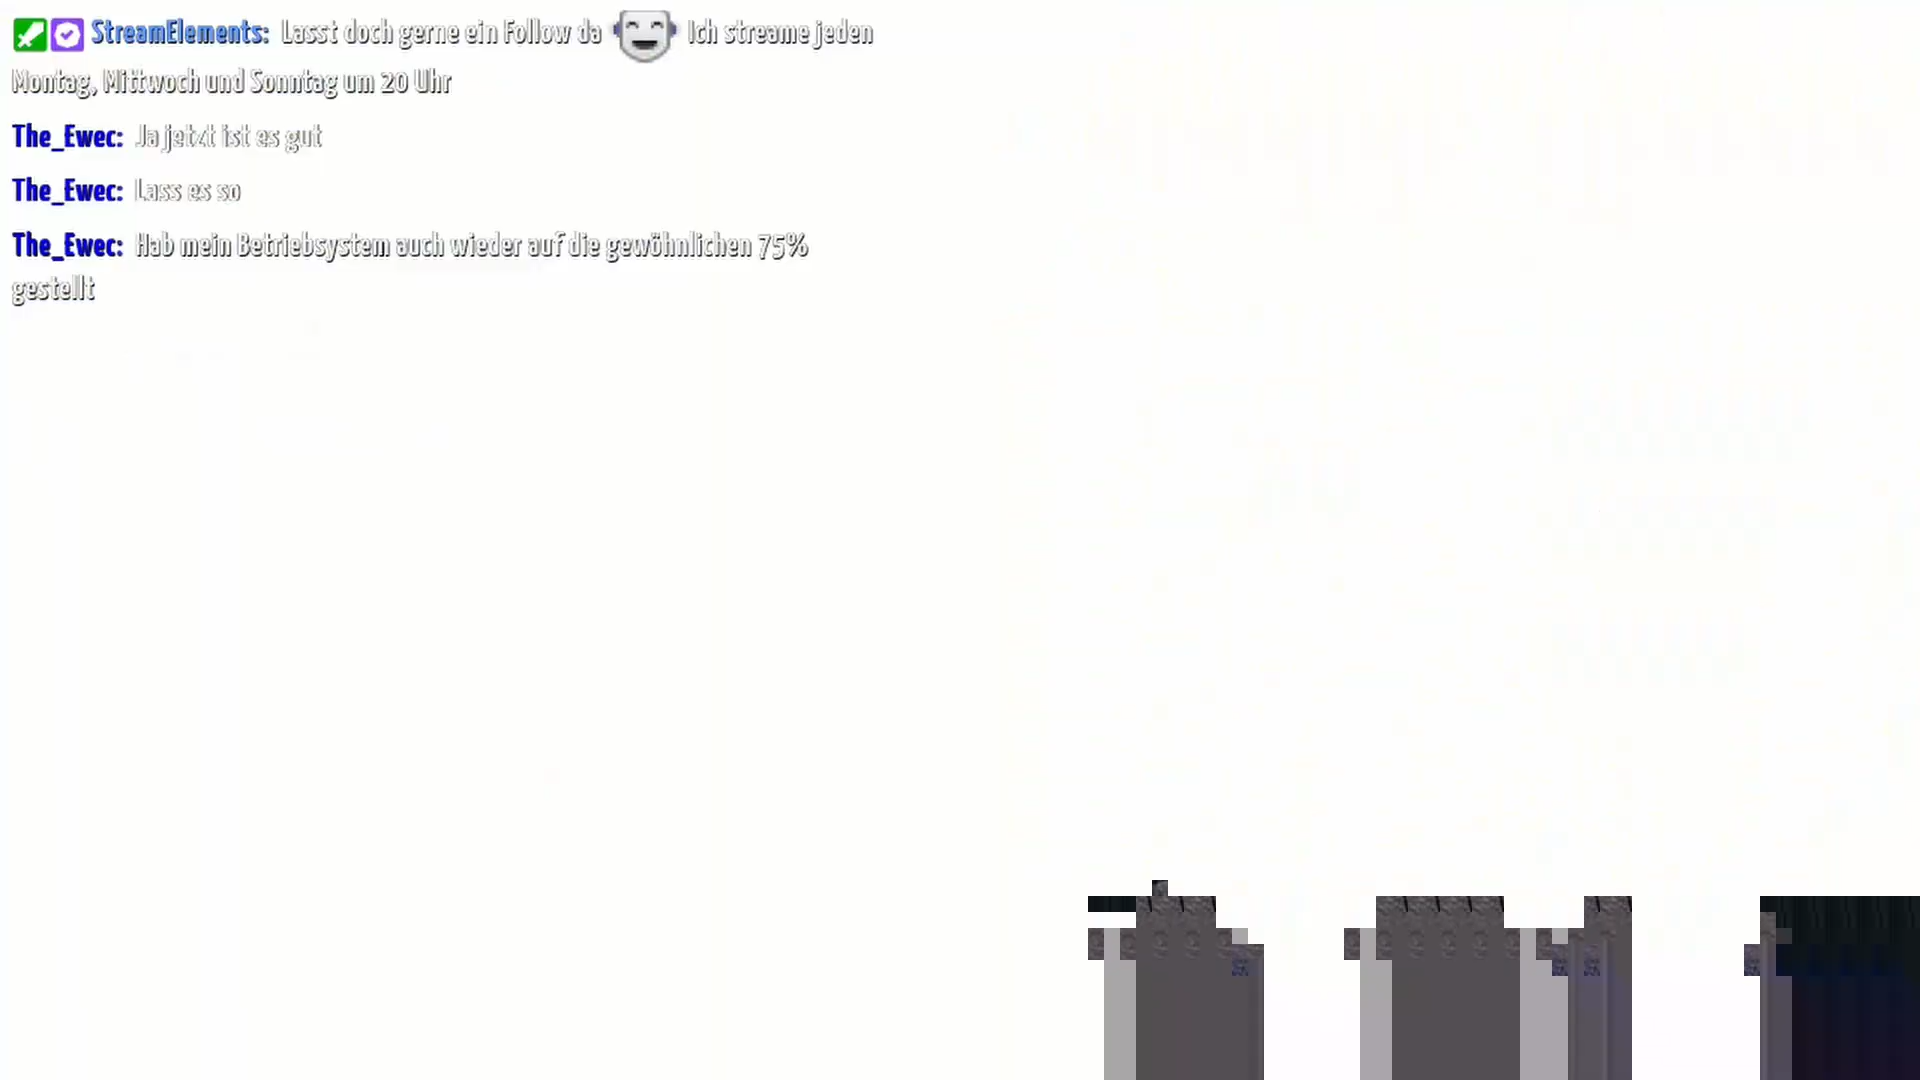 StreamElements: Lasst doch gerne ein Follow da Ich streame jeden
Montag, Mittwoch und Sonntag um 20 Uhr
The_Ewec: Ja jetzt ist es gut
The_Ewec: Lass es so
The_Ewec: Hab mein Betriebsystem auch wieder auf die gewöhnlichen 75%
gestellt